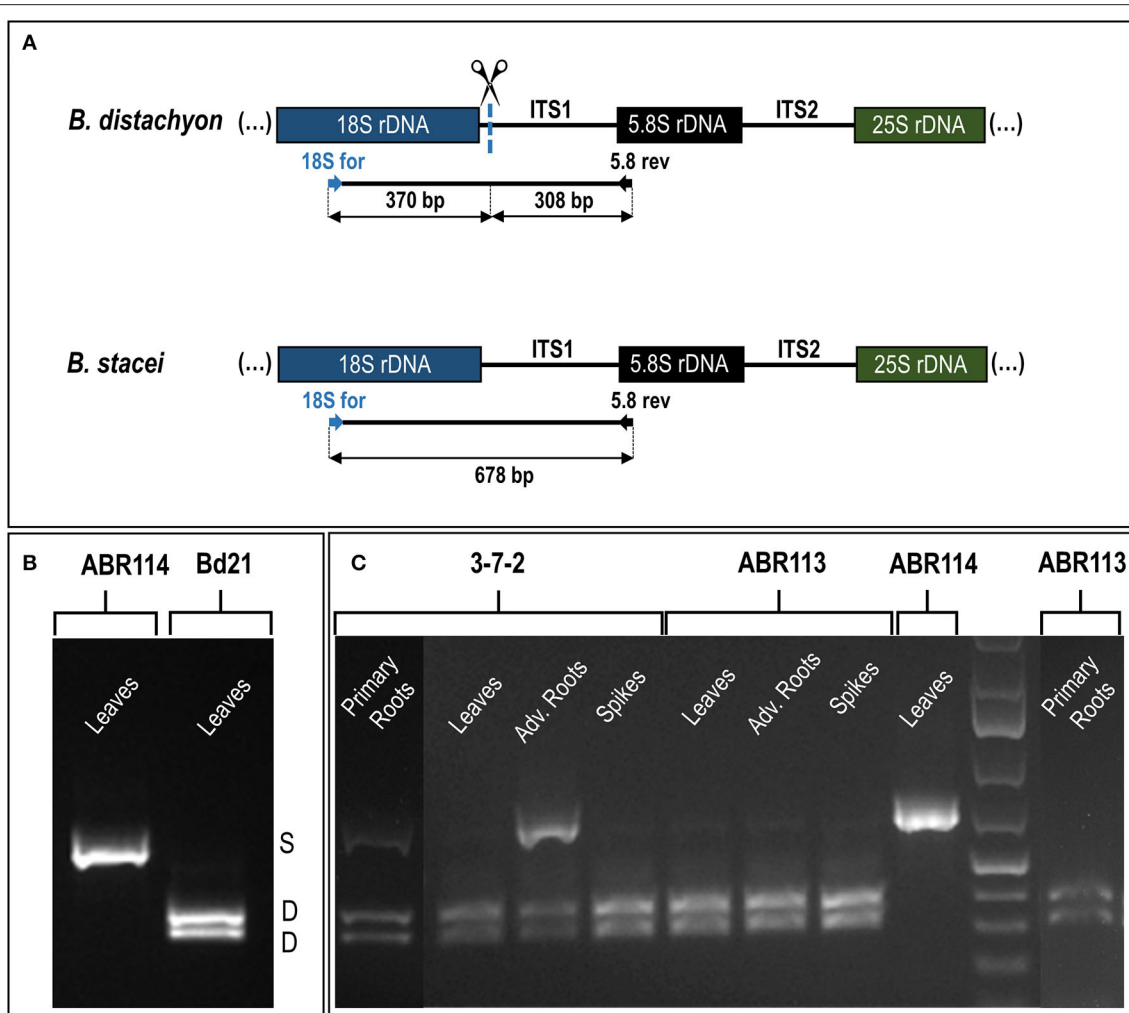 A
B. distachyon (...) 18S rDNA ITS1 5.8S rDNA ITS2 25S rDNA (...)
18S for 5.8 rev
370 bp 308 bp
B. stacei (...) 18S rDNA ITS1 5.8S rDNA ITS2 25S rDNA (...)
18S for 5.8 rev
678 bp
B
ABR114 Bd21
Leaves Leaves
S
D
D
C
3-7-2 ABR113 ABR114 ABR113
Primary Roots Leaves Adv. Roots Spikes Leaves Adv. Roots Spikes Leaves Primary Roots